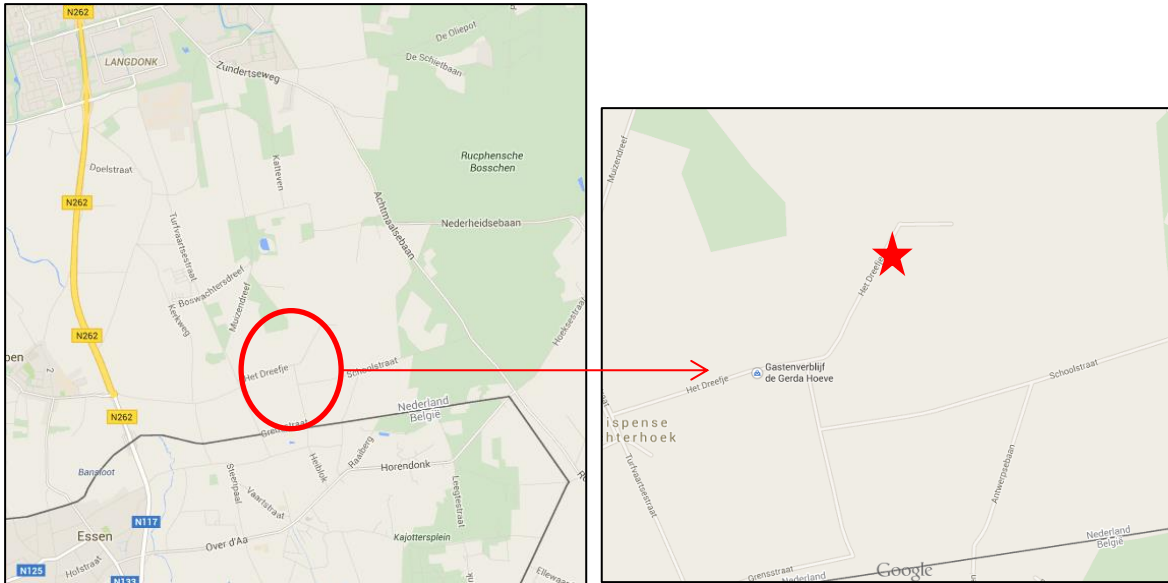 N262
LANGDONK
De Oliepot
De Schietbaan
Zundertseweg
Rucphensche
Bosschen
Doelstraat
Katteven
N262
Turfvaartsestraat
Achtmaalsebaan
Nederheidsebaan
Boswachtersdreef
Muizendreef
Kerkweg
Hoeksestraat
N262
2
Het Dreefje
Schoolstraat
Nederland
België
N262
Grensstraat
Raaiberg
Heiblok
Horendonk
Steenpaal
Bansloot
Vaartstraat
Leegtestraat
N117
Essen
Over d'Aa
Kajottersplein
Hofstraat
N125
N133
Muizendreef
Het Dreefje
Gastenverblijf
de Gerda Hoeve
Het Dreefje
Schoolstraat
ispense
hterhoek
Turfvaartsestraat
Antwerpsebaan
Nederland
België
Grensstraat
Nederland
Google